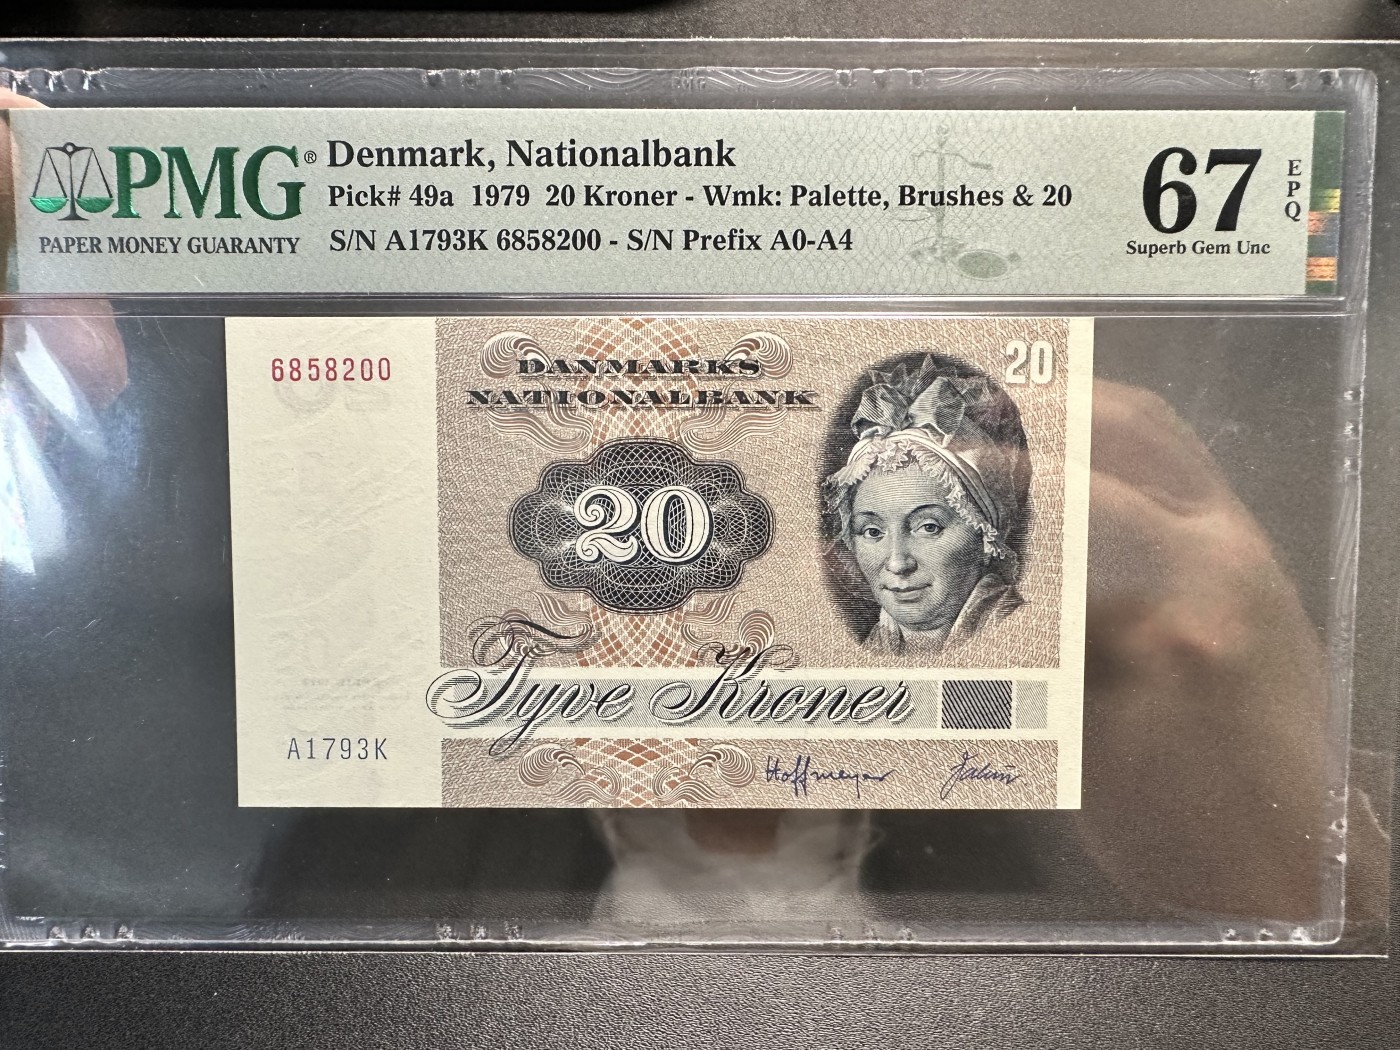 PMG®
PAPER MONEY GUARANTY
Denmark, Nationalbank
Pick# 49a 1979 20 Kroner - Wmk: Palette, Brushes & 20
S/N A1793K 6858200 - S/N Prefix A0-A4
67
EPQ
Superb Gem Unc
6858200
DANMARKS
NATIONALBANK
20
20
Tyve Kroner
A1793K
Hoffmeyer